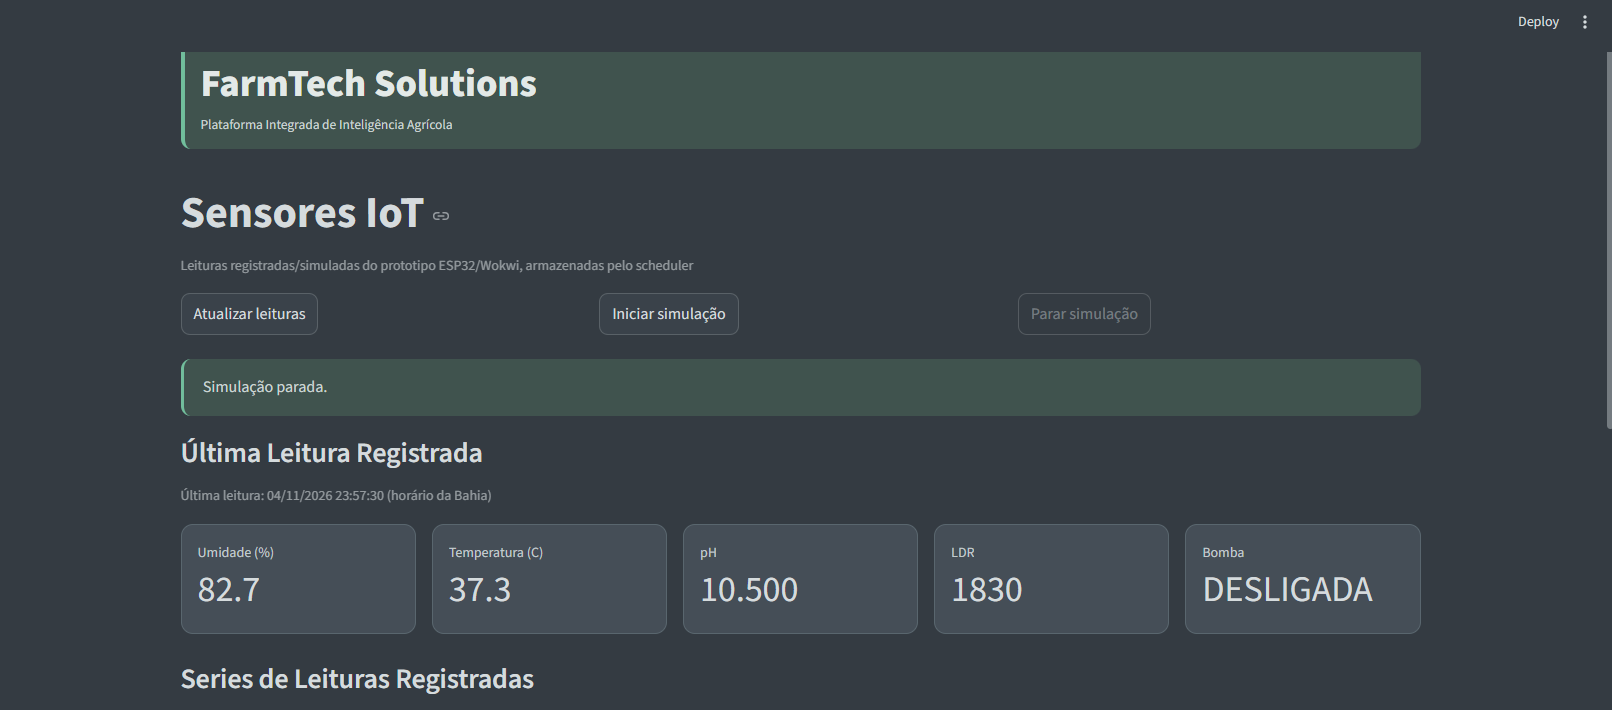 Deploy
FarmTech Solutions
Plataforma Integrada de Inteligência Agrícola
Sensores IoT
Leituras registradas/simuladas do prototipo ESP32/Wokwi, armazenadas pelo scheduler
Atualizar leituras
Iniciar simulação
Parar simulação
Simulação parada.
Última Leitura Registrada
Última leitura: 04/11/2026 23:57:30 (horário da Bahia)
Umidade (%)
82.7
Temperatura (C)
37.3
pH
10.500
LDR
1830
Bomba
DESLIGADA
Series de Leituras Registradas